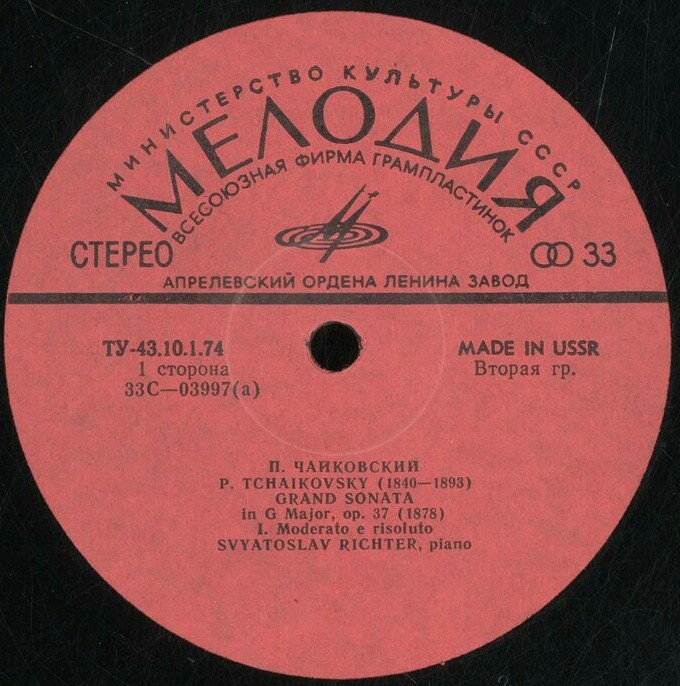 МИНИСТЕРСТВО КУЛЬТУРЫ СССР
МЕЛОДИЯ
ВСЕСОЮЗНАЯ ФИРМА ГРАМПЛАСТИНОК
СТЕРЕО
33
АПРЕЛЕВСКИЙ ОРДЕНА ЛЕНИНА ЗАВОД
ТУ-43.10.1.74
1 сторона
33С—03997(а)
MADE IN USSR
Вторая гр.
П. ЧАЙКОВСКИЙ
P. TCHAIKOVSKY (1840—1893)
GRAND SONATA
in G Major, op. 37 (1878)
I. Moderato e risoluto
SVYATOSLAV RICHTER, piano